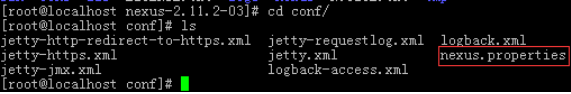 [root@localhost nexus-2.11.2-03]# cd conf/
[root@localhost conf]# ls
jetty-http-redirect-to-https.xml jetty-requestlog.xml logback.xml
jetty-https.xml jetty.xml nexus.properties
jetty-jmx.xml logback-access.xml
[root@localhost conf]#